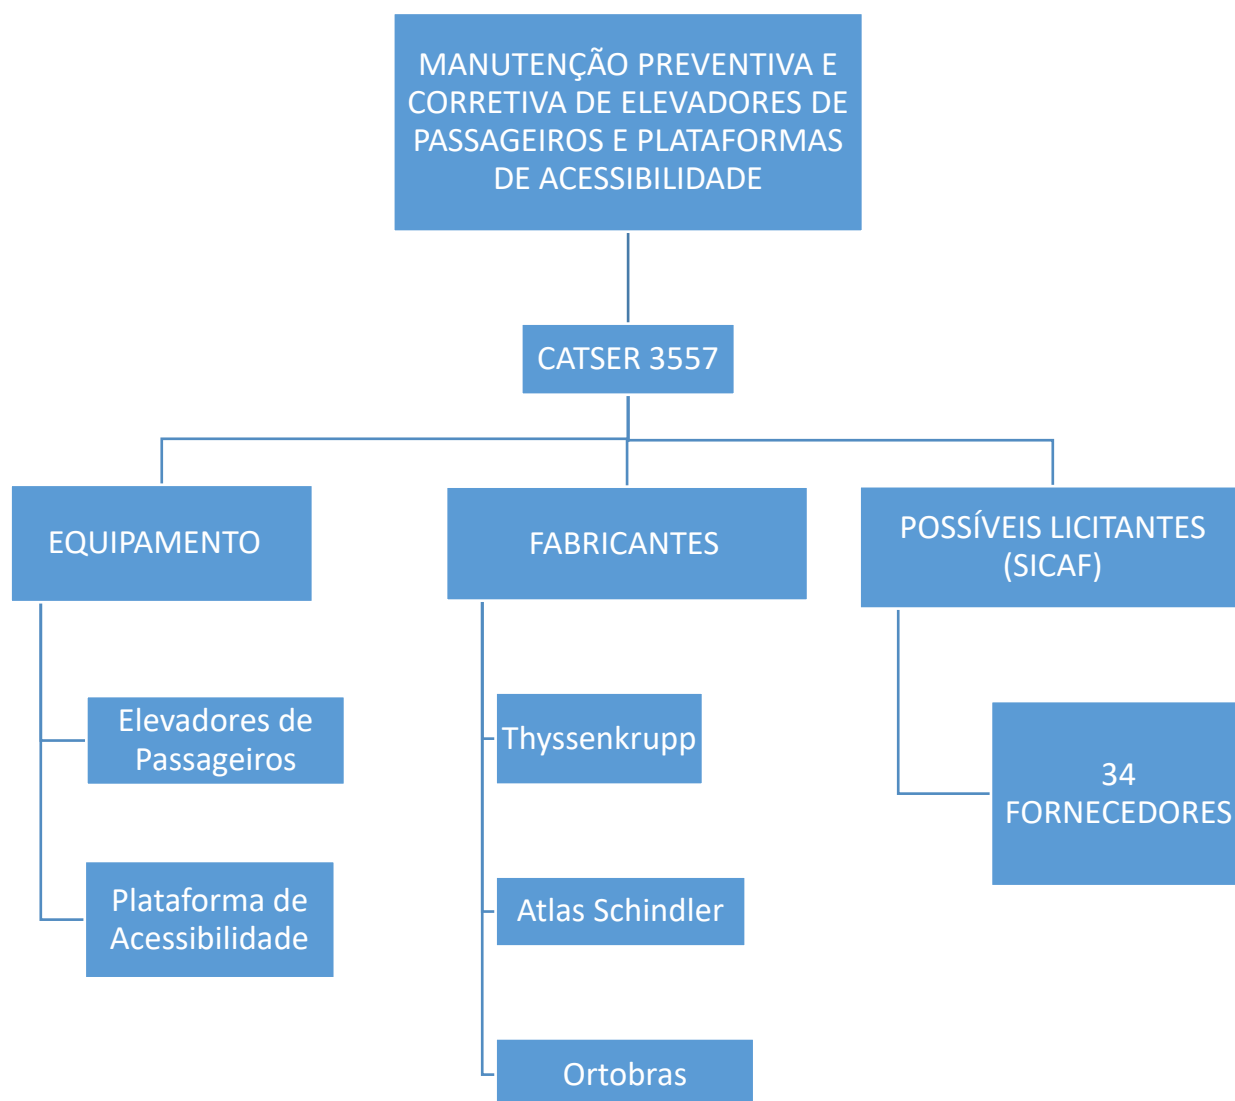 MANUTENÇÃO PREVENTIVA E
CORRETIVA DE ELEVADORES DE
PASSAGEIROS E PLATAFORMAS
DE ACESSIBILIDADE
CATSER 3557
EQUIPAMENTO
Elevadores de
Passageiros
Plataforma de
Acessibilidade
FABRICANTES
Thyssenkrupp
Atlas Schindler
Ortobras
POSSÍVEIS LICITANTES
(SICAF)
34
FORNECEDORES